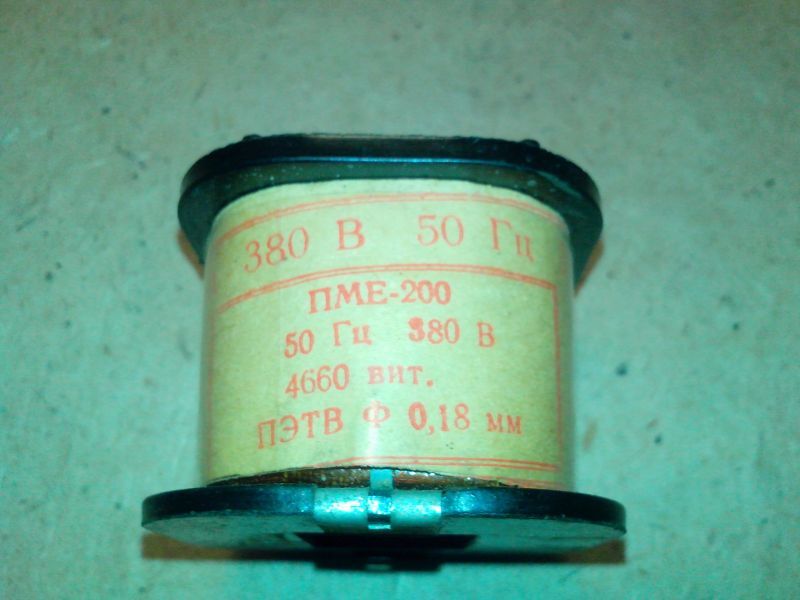 380 В 50 Гц
ПМЕ-200
50 Гц 380 В
4660 вит.
ПЭТВ Ф 0,18 мм